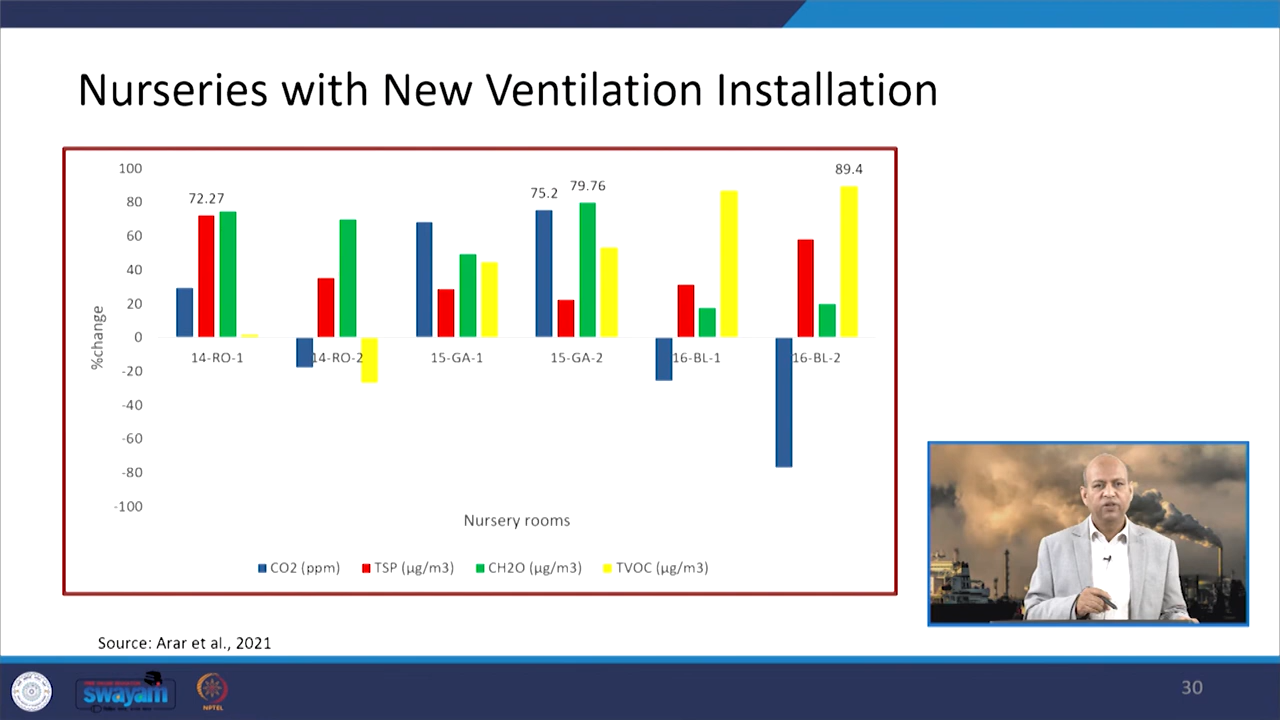 Nurseries with New Ventilation Installation
100
80
60
40
20
0
-20
-40
-60
-80
-100
%change
72.27
75.2
79.76
89.4
14-RO-1
14-RO-2
15-GA-1
15-GA-2
16-BL-1
16-BL-2
Nursery rooms
CO2 (ppm) TSP (µg/m3) CH2O (µg/m3) TVOC (µg/m3)
Source: Arar et al., 2021
swayam
NPTEL
30